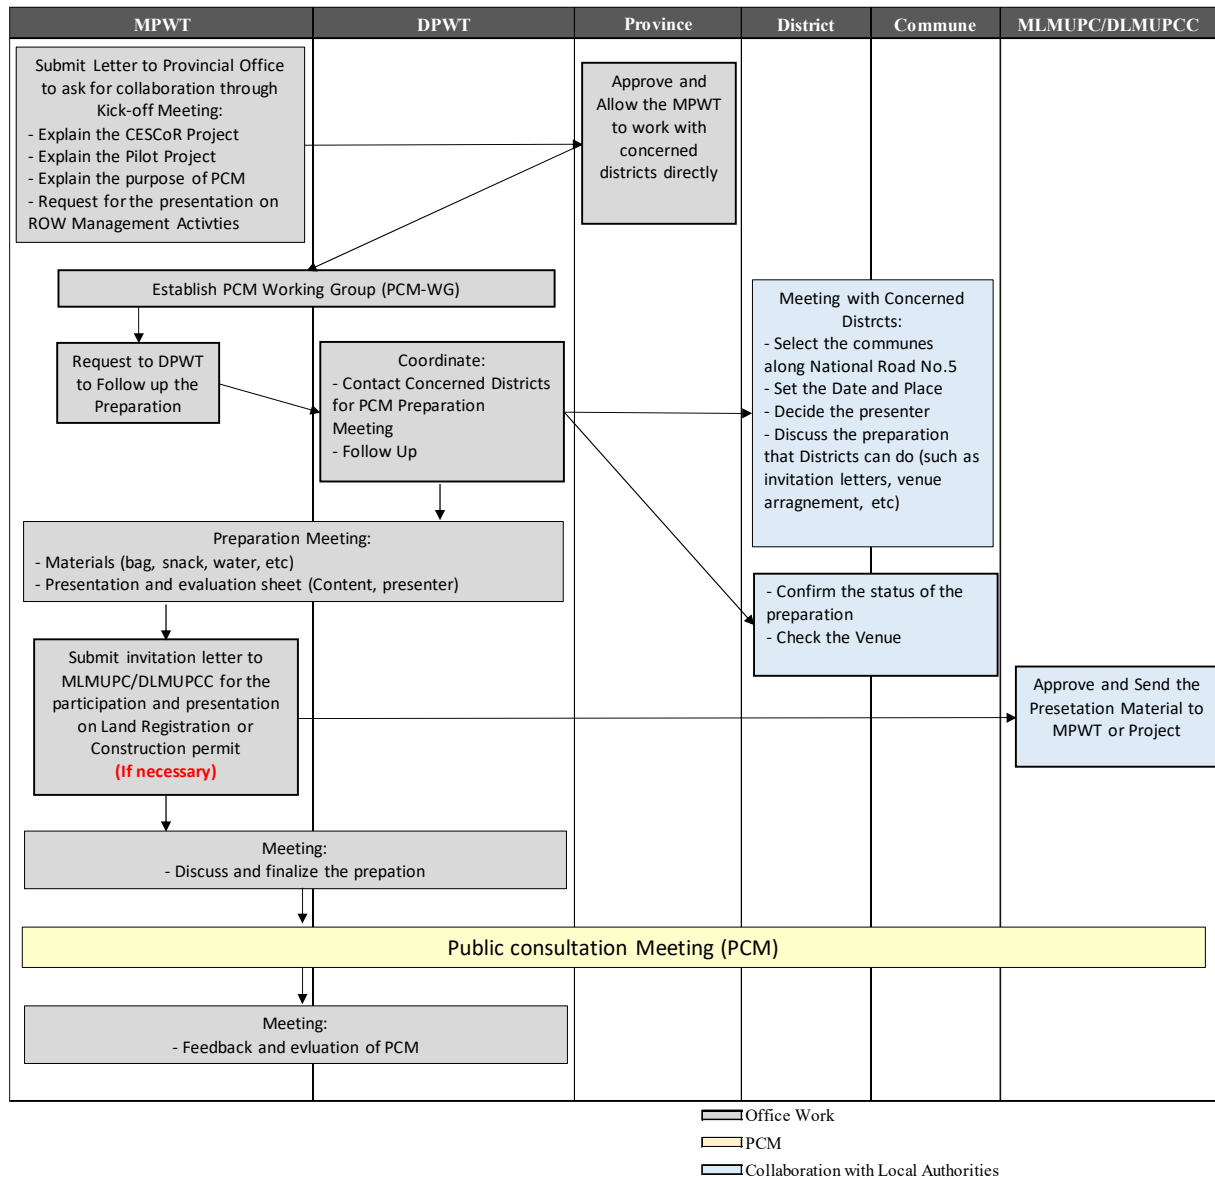 MPWT
DPWT
Province
District
Commune
MLMUPC/DLMUPCC
Submit Letter to Provincial Office
to ask for collaboration through
Kick-off Meeting:
- Explain the CESCoR Project
- Explain the Pilot Project
- Explain the purpose of PCM
- Request for the presentation on
ROW Management Activties
Approve and
Allow the MPWT
to work with
concerned
districts directly
Establish PCM Working Group (PCM-WG)
Request to DPWT
to Follow up the
Preparation
Coordinate:
- Contact Concerned Districts
for PCM Preparation
Meeting
- Follow Up
Meeting with Concerned
Distrcts:
- Select the communes
along National Road No.5
- Set the Date and Place
- Decide the presenter
- Discuss the preparation
that Districts can do (such as
invitation letters, venue
arragnement, etc)
Preparation Meeting:
- Materials (bag, snack, water, etc)
- Presentation and evaluation sheet (Content, presenter)
- Confirm the status of the
preparation
- Check the Venue
Submit invitation letter to
MLMUPC/DLMUPCC for the
participation and presentation
on Land Registration or
Construction permit
(If necessary)
Approve and Send the
Presetation Material to
MPWT or Project
Meeting:
- Discuss and finalize the prepation
Public consultation Meeting (PCM)
Meeting:
- Feedback and evluation of PCM
Office Work
PCM
Collaboration with Local Authorities